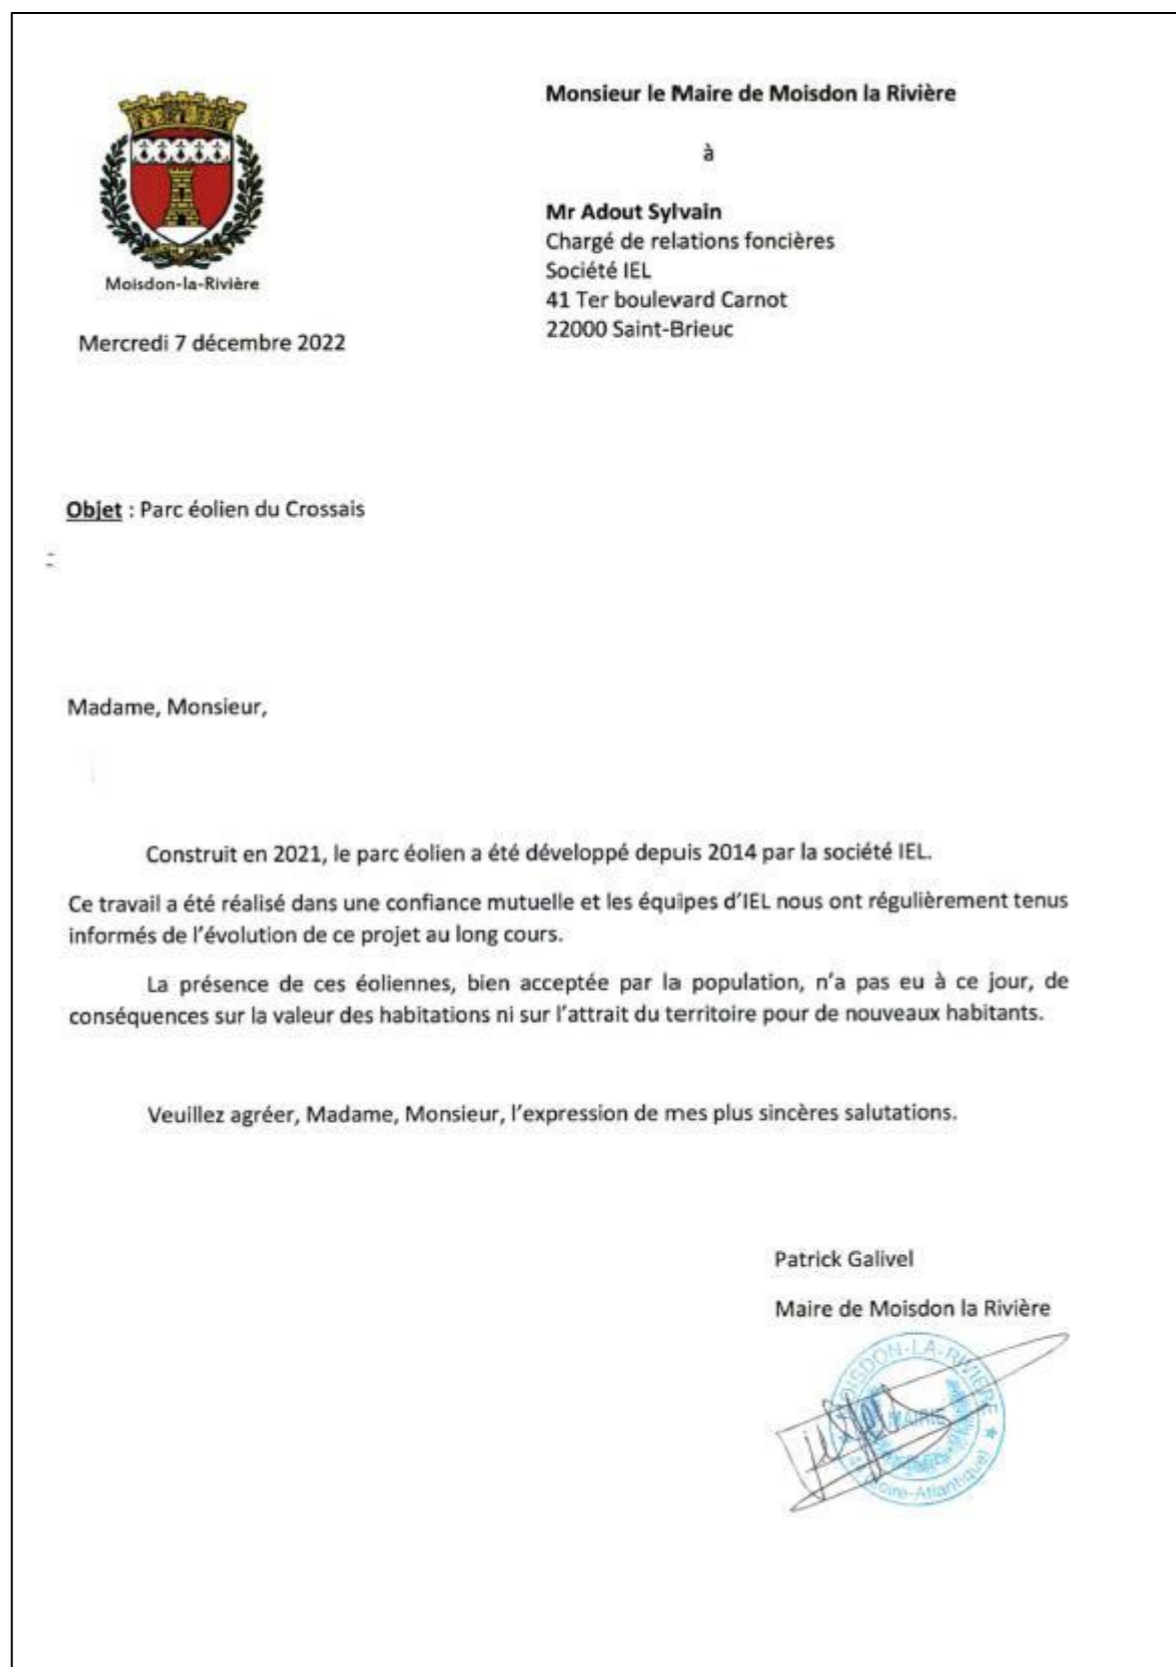 Monsieur le Maire de Moisdon la Rivière
à
Mr Adout Sylvain
Chargé de relations foncières
Société IEL
41 Ter boulevard Carnot
22000 Saint-Brieuc
Moisdon-la-Rivière
Mercredi 7 décembre 2022
Objet : Parc éolien du Crossais
Madame, Monsieur,
Construit en 2021, le parc éolien a été développé depuis 2014 par la société IEL.
Ce travail a été réalisé dans une confiance mutuelle et les équipes d’IEL nous ont régulièrement tenus
informés de l’évolution de ce projet au long cours.
La présence de ces éoliennes, bien acceptée par la population, n’a pas eu à ce jour, de
conséquences sur la valeur des habitations ni sur l’attrait du territoire pour de nouveaux habitants.
Veuillez agréer, Madame, Monsieur, l’expression de mes plus sincères salutations.
Patrick Galivel
Maire de Moisdon la Rivière
MOISDON-LA-RIVIERE
MAIRIE
(Loire-Atlantique)